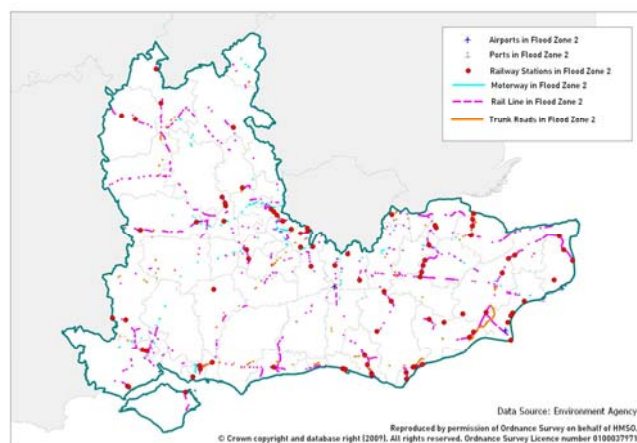 Airports in Flood Zone 2
Ports in Flood Zone 2
Railway Stations in Flood Zone 2
Motorway in Flood Zone 2
Rail Line in Flood Zone 2
Trunk Roads in Flood Zone 2
Data Source: Environment Agency
Reproduced by permission of Ordnance Survey on behalf of HMSO.
© Crown copyright and database right (2009). All rights reserved. Ordnance Survey Licence number